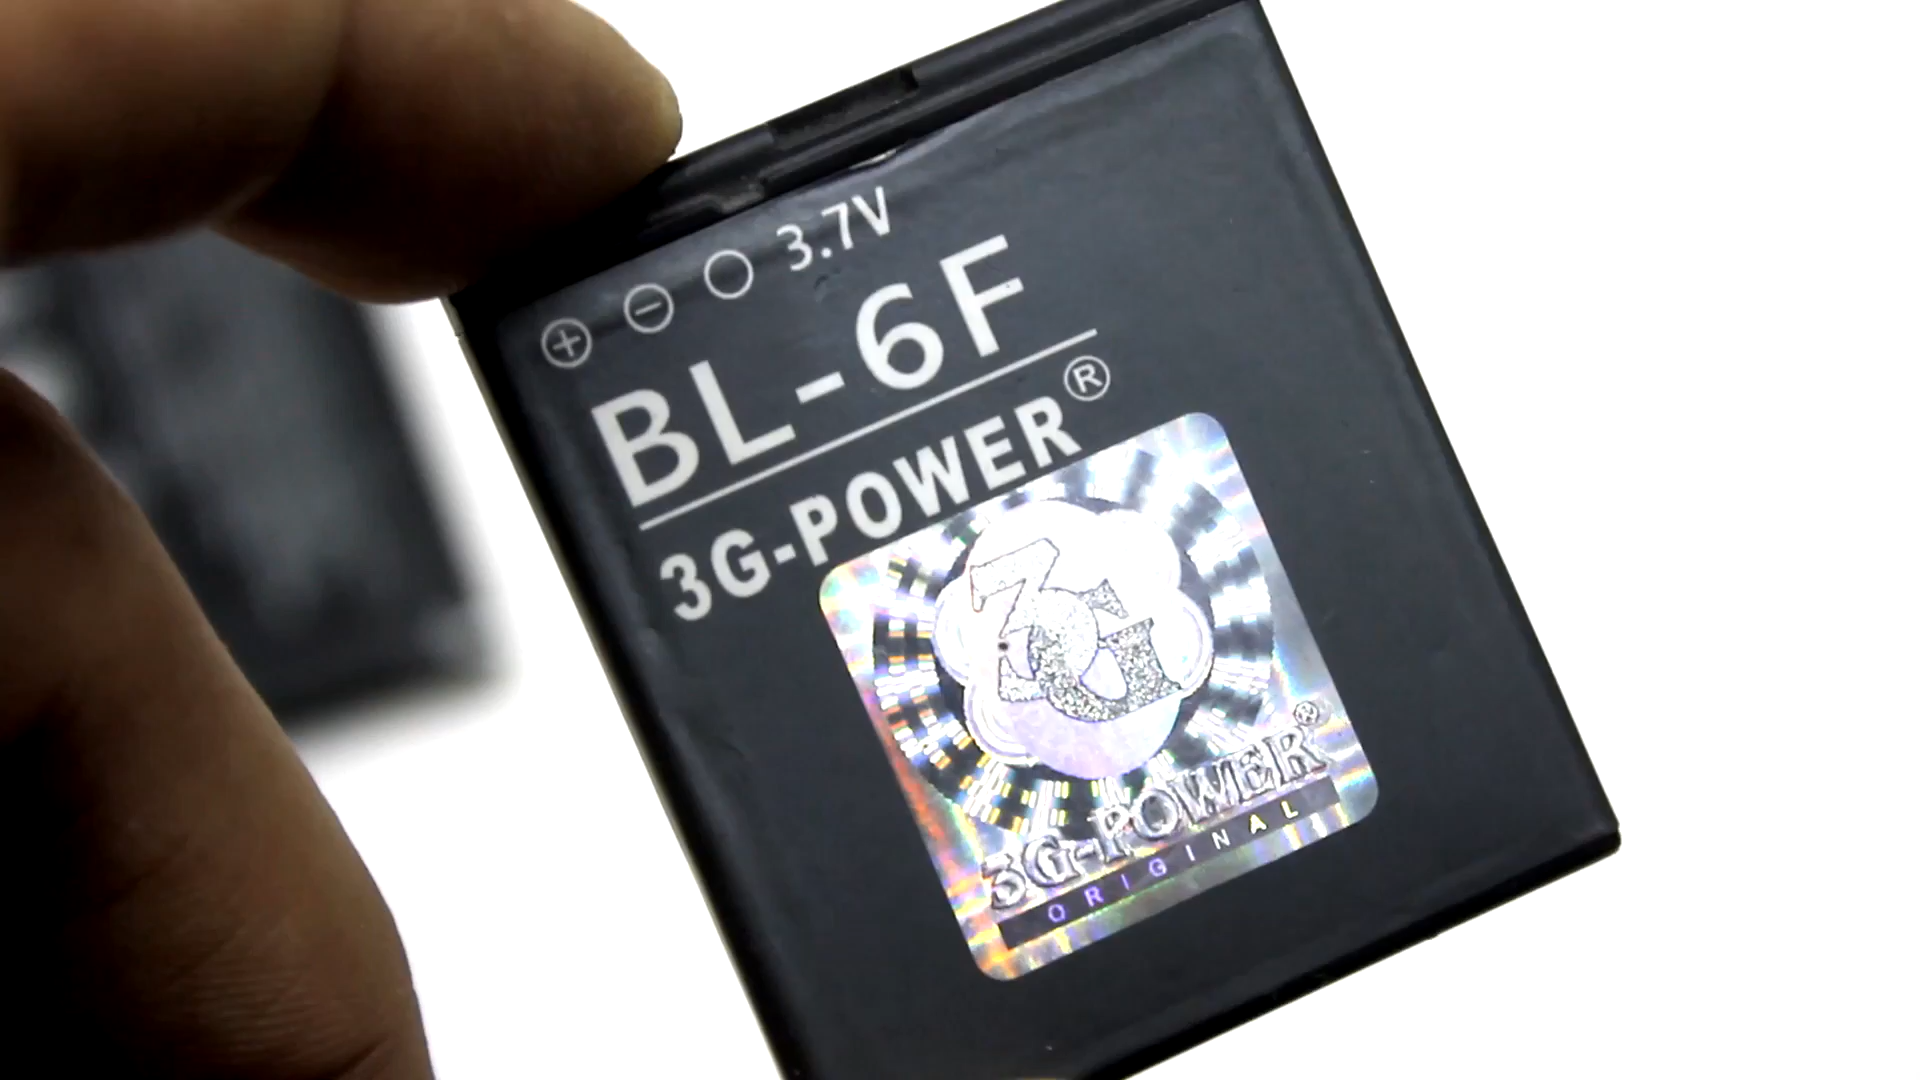 ⊕ ⊖ ○ 3.7V
BL-6F
3G-POWER®
3G
3G-POWER®
ORIGINAL